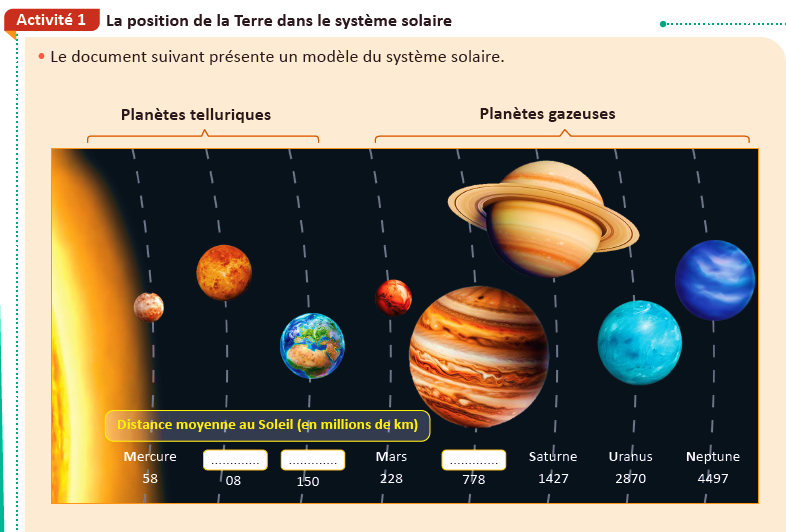 Activité 1 La position de la Terre dans le système solaire
• Le document suivant présente un modèle du système solaire.
Planètes telluriques Planètes gazeuses
Distance moyenne au Soleil (en millions de km)
Mercure ............. ............. Mars ............. Saturne Uranus Neptune
58 08 150 228 778 1427 2870 4497